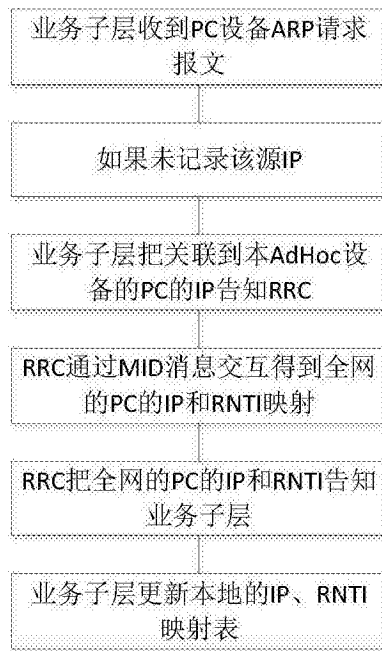 业务子层收到PC设备ARP请求
报文
如果未记录该源IP
业务子层把关联到本AdHoc设
备的PC的IP告知RRC
RRC通过MID消息交互得到全网
的PC的IP和RNTI映射
RRC把全网的PC的IP和RNTI告知
业务子层
业务子层更新本地的IP、RNTI
映射表